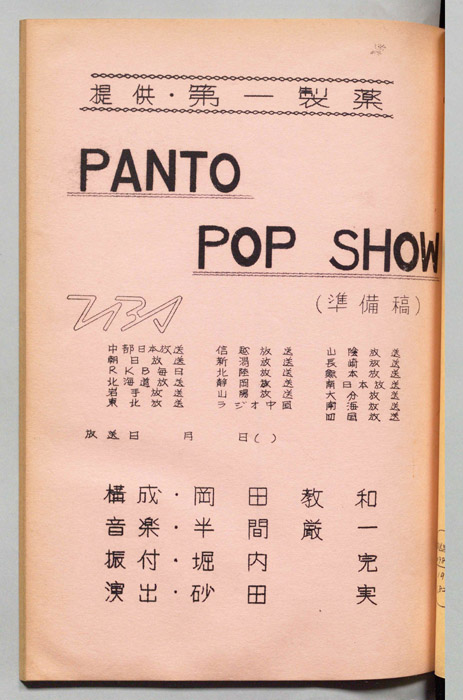 提供・第一製薬
PANTO
POP SHOW
(準備稿)
中部日本放送
朝日放送
RKB毎日
北海道放送
岩手放送
東北放送
信越放送
新潟放送
北陸放送
静岡放送
山陽放送
ラジオ中国
山陰放送
長崎放送
南日本放送
大分放送
南海放送
四国放送
放送日 月 日( )
構成・岡田教和
音楽・半間厳一
振付・堀内完
演出・砂田実